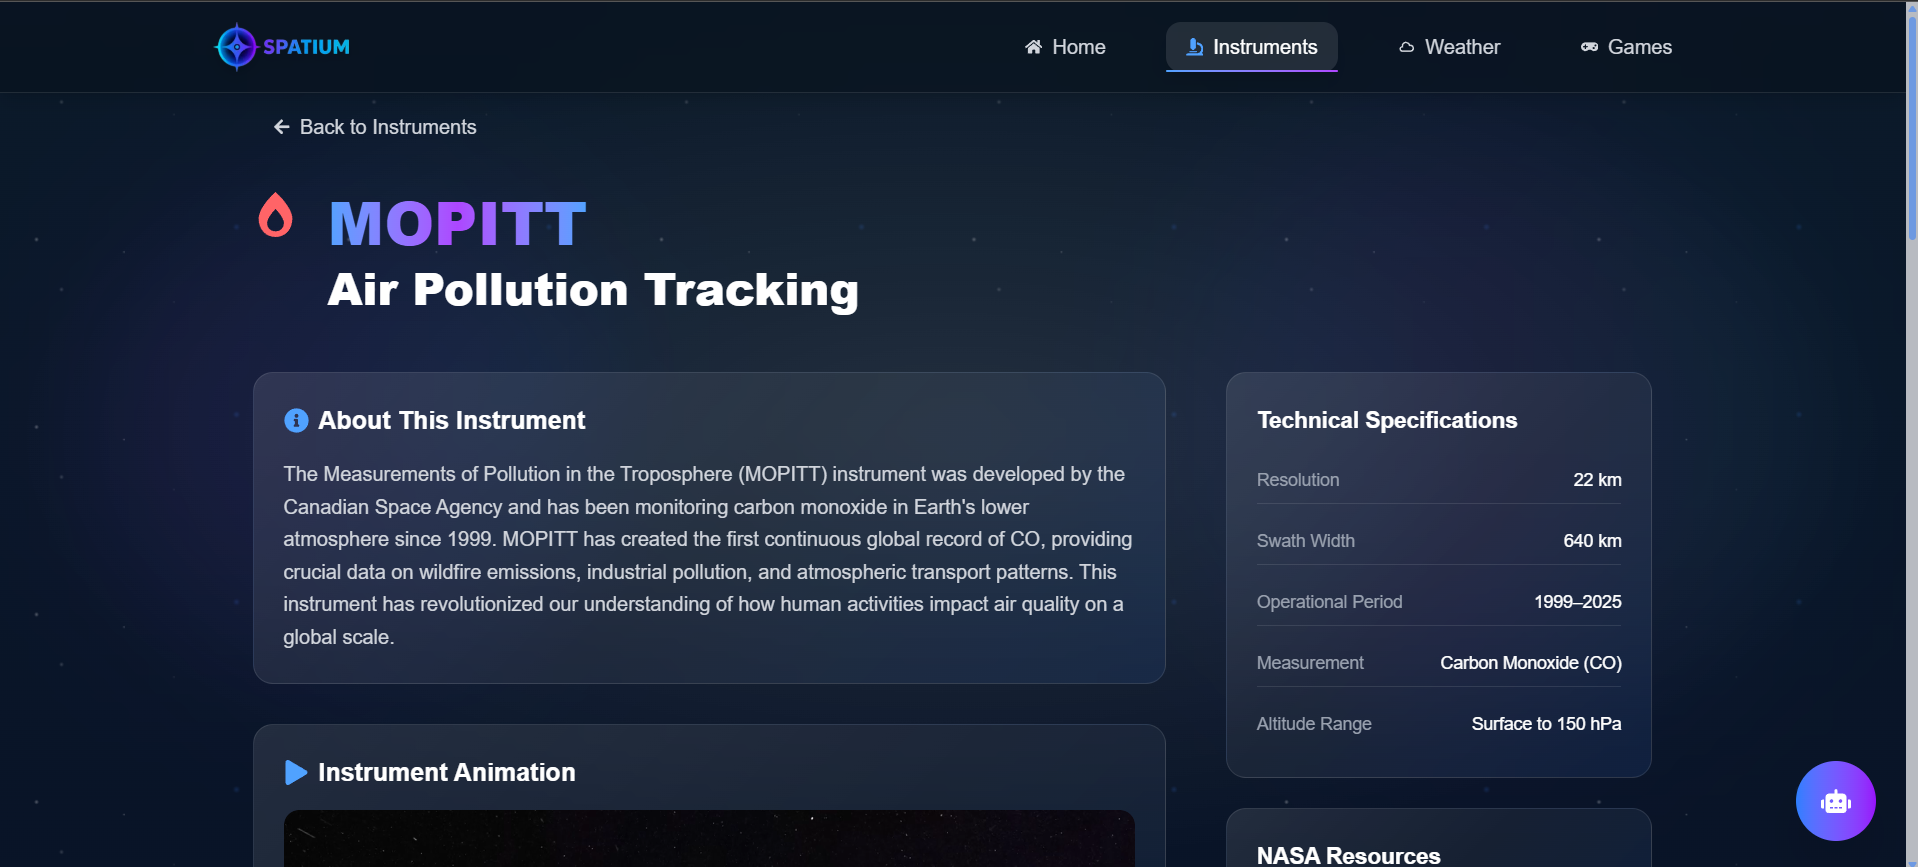 SPATIUM
Home
Instruments
Weather
Games
Back to Instruments
MOPITT
Air Pollution Tracking
About This Instrument
The Measurements of Pollution in the Troposphere (MOPITT) instrument was developed by the
Canadian Space Agency and has been monitoring carbon monoxide in Earth's lower
atmosphere since 1999. MOPITT has created the first continuous global record of CO, providing
crucial data on wildfire emissions, industrial pollution, and atmospheric transport patterns. This
instrument has revolutionized our understanding of how human activities impact air quality on a
global scale.
Instrument Animation
Technical Specifications
Resolution 22 km
Swath Width 640 km
Operational Period 1999–2025
Measurement Carbon Monoxide (CO)
Altitude Range Surface to 150 hPa
NASA Resources